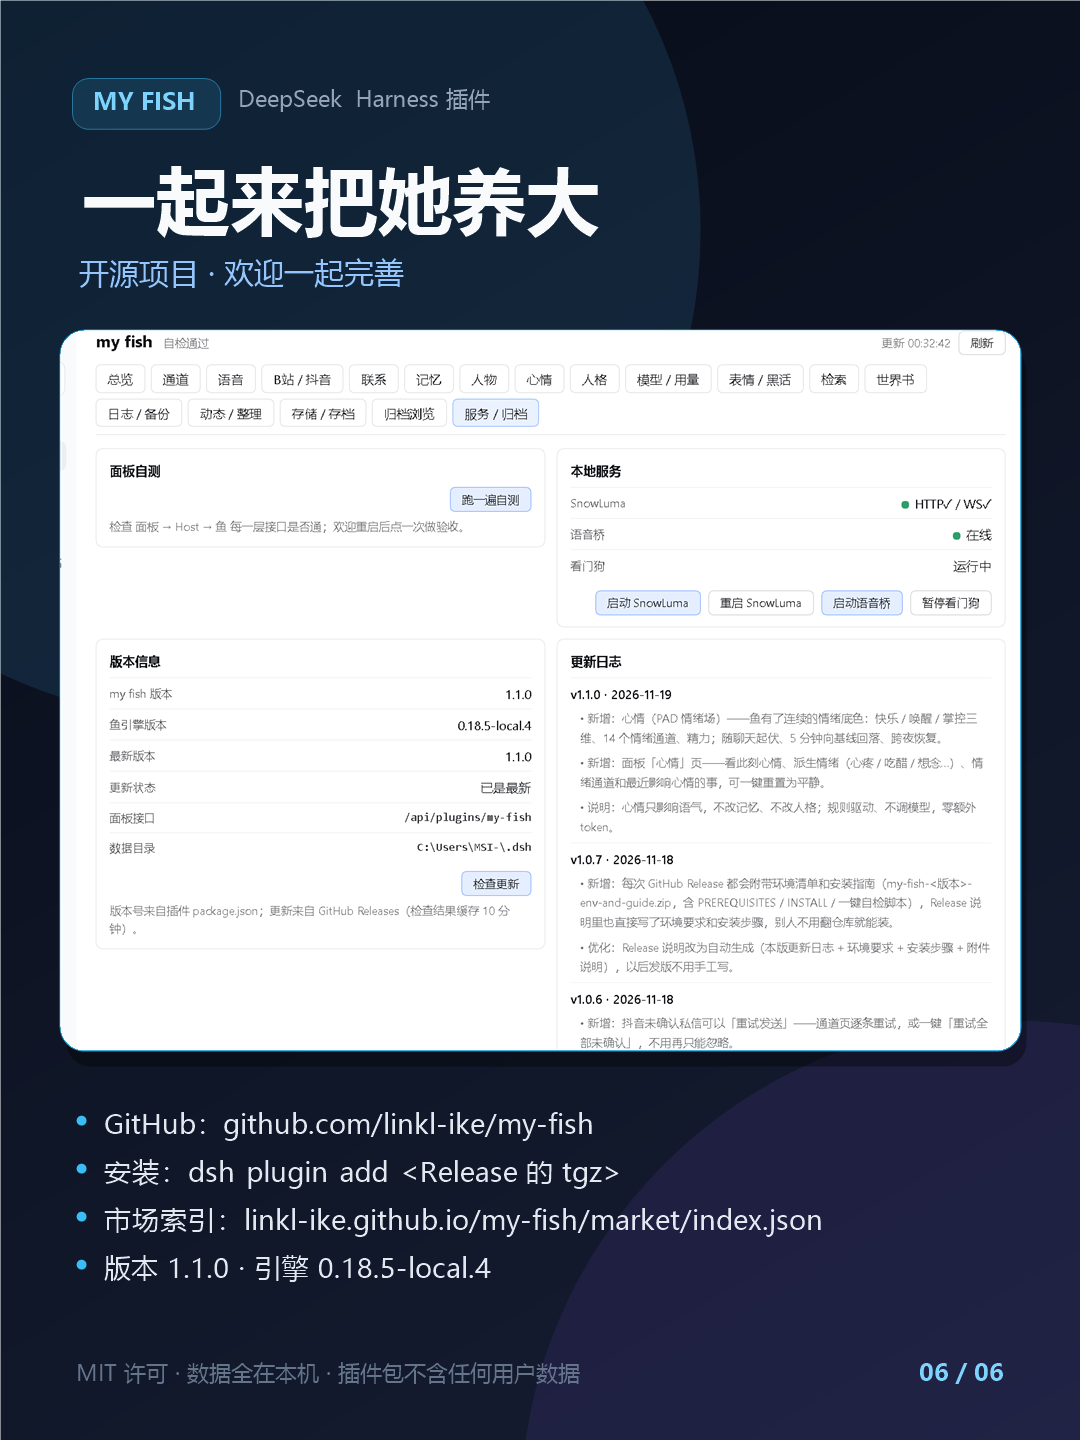 MY FISH
DeepSeek Harness 插件
一起来把她养大
开源项目 · 欢迎一起完善
my fish 自检通过
更新 00:32:42 刷新
总览 通道 语音 B站 / 抖音 联系 记忆 人物 心情 人格 模型 / 用量 表情 / 黑话 检索 世界书
日志 / 备份 动态 / 整理 存储 / 存档 归档浏览 服务 / 归档
面板自测
跑一遍自测
检查 面板 → Host → 鱼 每一层接口是否通；欢迎重启后点一次做验收。
本地服务
SnowLuma HTTP✓ / WS✓
语音桥 在线
看门狗 运行中
启动 SnowLuma 重启 SnowLuma 启动语音桥 暂停看门狗
版本信息
my fish 版本 1.1.0
鱼引擎版本 0.18.5-local.4
最新版本 1.1.0
更新状态 已是最新
面板接口 /api/plugins/my-fish
数据目录 C:\Users\MSI-\.dsh
检查更新
版本号来自插件 package.json；更新来自 GitHub Releases（检查结果缓存 10 分
钟）。
更新日志
v1.1.0 · 2026-11-19
• 新增：心情（PAD 情绪场）——鱼有了连续的情绪底色：快乐 / 唤醒 / 掌控三
维、14 个情绪通道、精力；随聊天起伏、5 分钟向基线回落、跨夜恢复。
• 新增：面板「心情」页——看此刻心情、派生情绪（心疼 / 吃醋 / 想念…）、情
绪通道和最近影响心情的事，可一键重置为平静。
• 说明：心情只影响语气，不改记忆、不改人格；规则驱动、不调模型，零额外
token。
v1.0.7 · 2026-11-18
• 新增：每次 GitHub Release 都会附带环境清单和安装指南（my-fish-<版本>-
env-and-guide.zip，含 PREREQUISITES / INSTALL / 一键自检脚本），Release 说
明里也直接写了环境要求和安装步骤，别人不用翻仓库就能装。
• 优化：Release 说明改为自动生成（本版更新日志 + 环境要求 + 安装步骤 + 附件
说明），以后发版不用手工写。
v1.0.6 · 2026-11-18
• 新增：抖音未确认私信可以「重试发送」——通道页逐条重试，或一键「重试全
部未确认」，不用再只能忽略。
• GitHub：github.com/linkl-ike/my-fish
• 安装：dsh plugin add <Release 的 tgz>
• 市场索引：linkl-ike.github.io/my-fish/market/index.json
• 版本 1.1.0 · 引擎 0.18.5-local.4
MIT 许可 · 数据全在本机 · 插件包不含任何用户数据
06 / 06